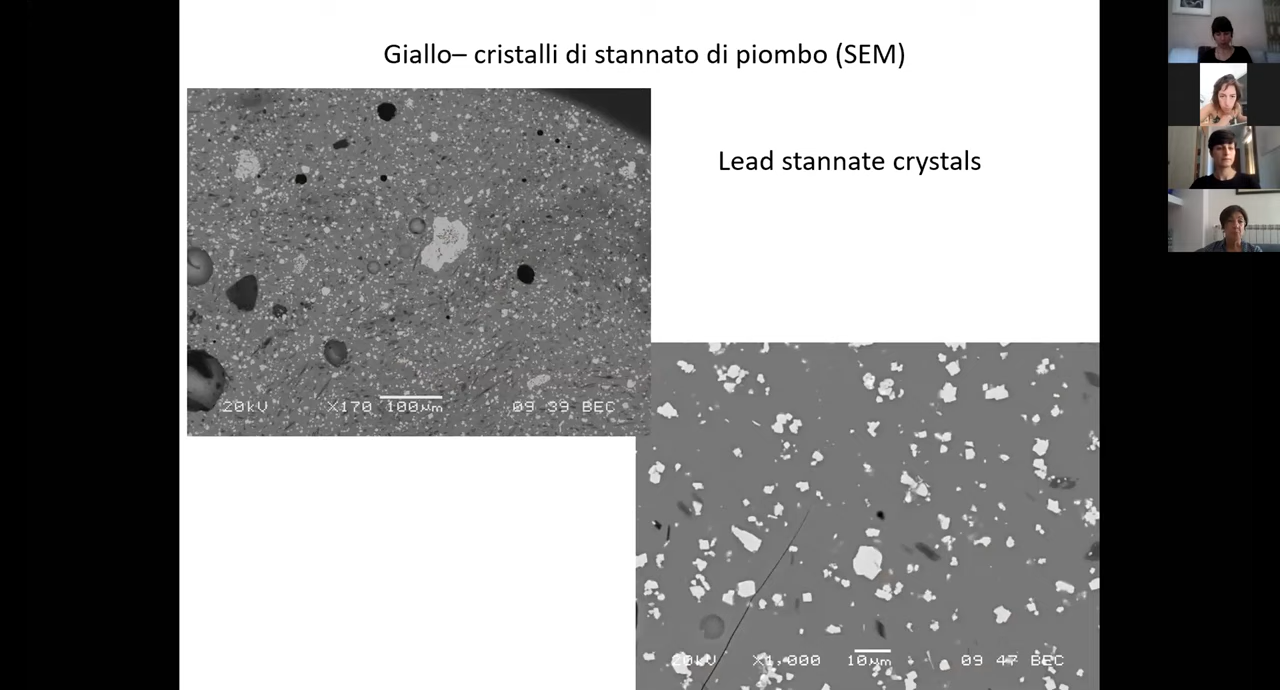 Giallo– cristalli di stannato di piombo (SEM)
Lead stannate crystals
20kV X170 100µm 09 39 BEC
20kV X1,000 10µm 09 47 BEC